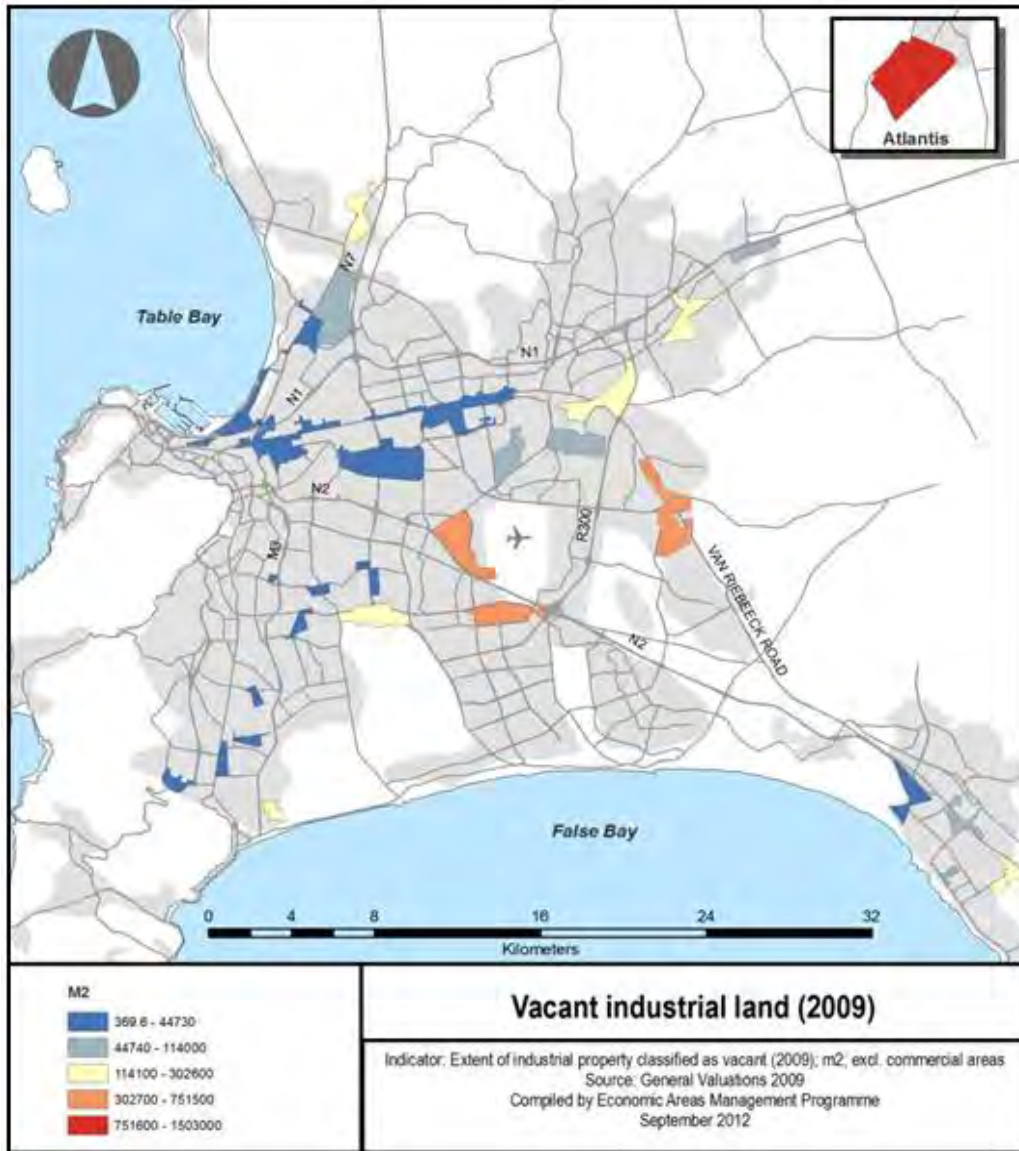 Atlantis
N7
Table Bay
N1
N1
N2
R300
M3
VAN RIEBEECK ROAD
N2
False Bay
0 4 8 16 24 32
Kilometers
M2
369.6 - 44730
44740 - 114000
114100 - 302600
302700 - 751500
751600 - 1503000
Vacant industrial land (2009)
Indicator: Extent of industrial property classified as vacant (2009); m2, excl. commercial areas
Source: General Valuations 2009
Compiled by Economic Areas Management Programme
September 2012